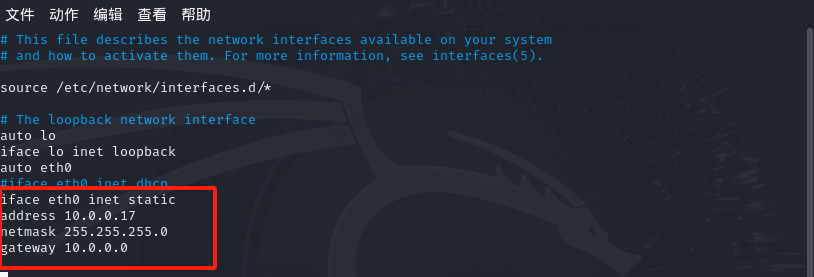 文件 动作 编辑 查看 帮助
# This file describes the network interfaces available on your system
# and how to activate them. For more information, see interfaces(5).
source /etc/network/interfaces.d/*
# The loopback network interface
auto lo
iface lo inet loopback
auto eth0
#iface eth0 inet dhcp
iface eth0 inet static
address 10.0.0.17
netmask 255.255.255.0
gateway 10.0.0.0